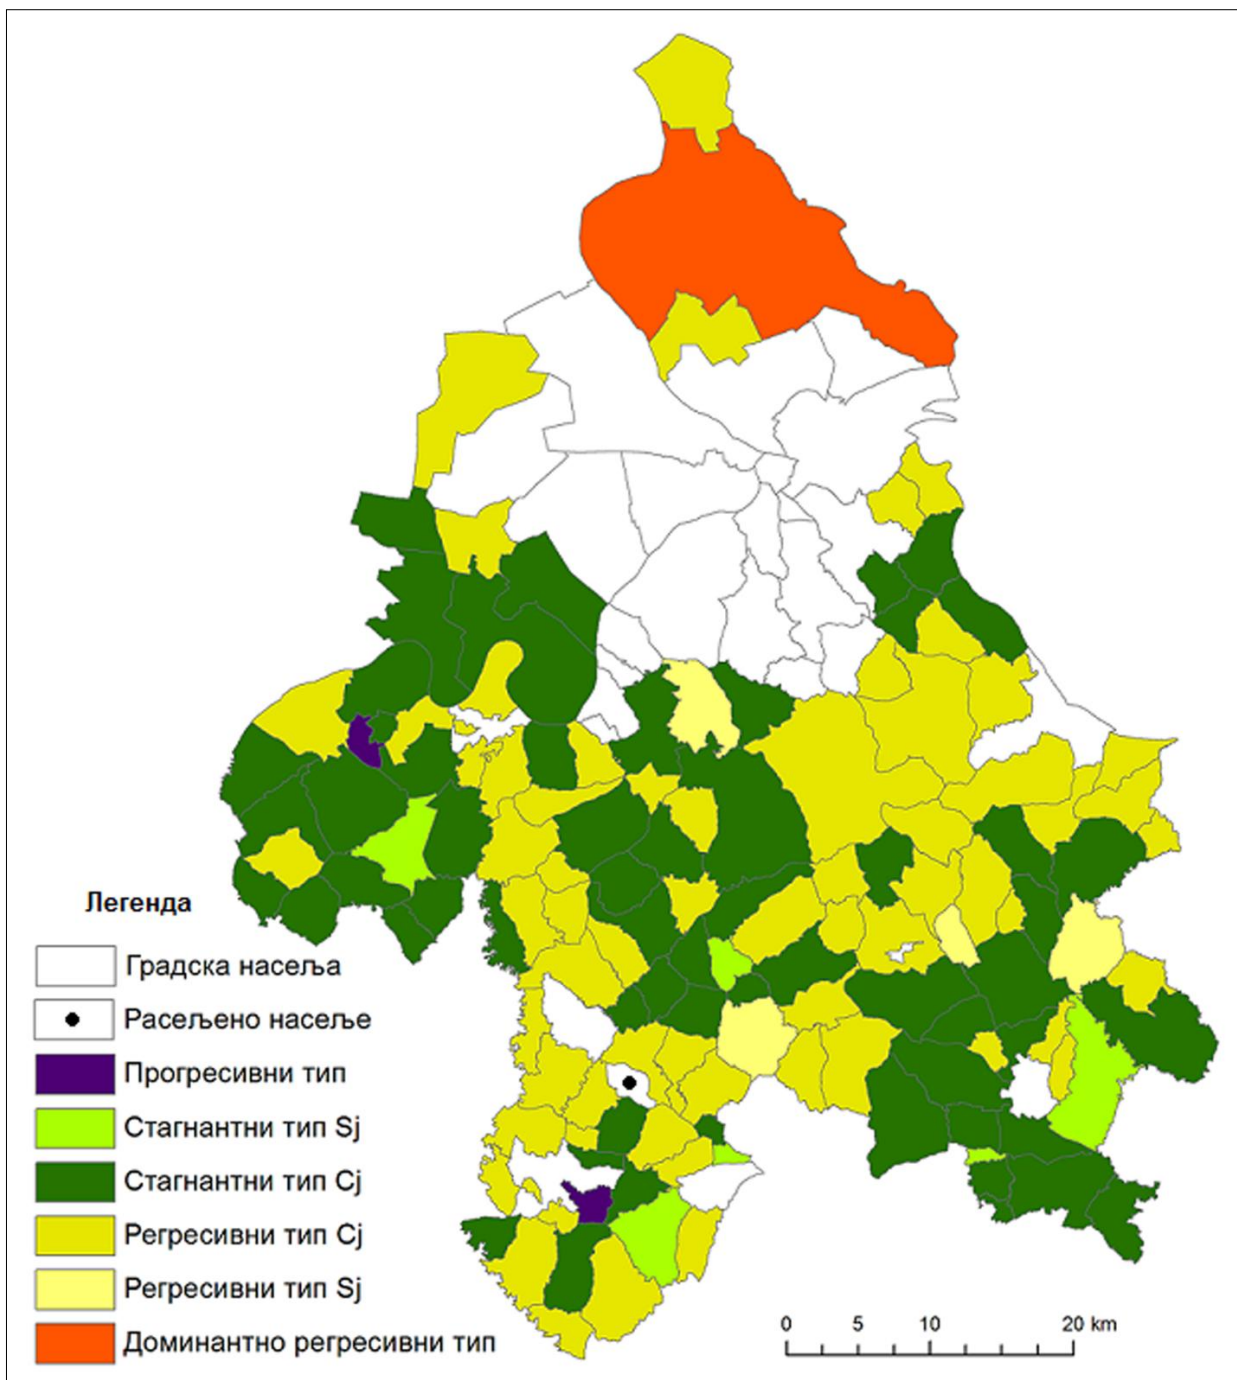 Легенда
Градска насеља
Расељено насеље
Прогресивни тип
Стагнантни тип Sj
Стагнантни тип Cj
Регресивни тип Cj
Регресивни тип Sj
Доминантно регресивни тип
0 5 10 20 km